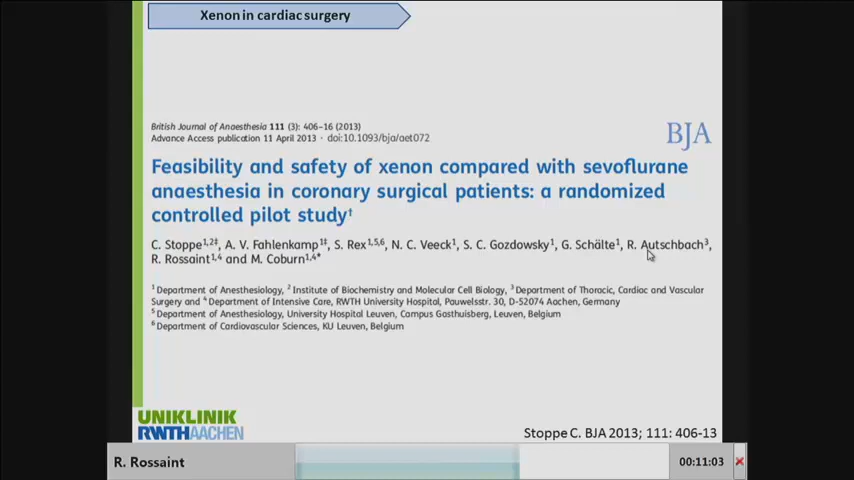 Xenon in cardiac surgery
British Journal of Anaesthesia 111 (3): 406–16 (2013)
Advance Access publication 11 April 2013 · doi:10.1093/bja/aet072
BJA
Feasibility and safety of xenon compared with sevoflurane
anaesthesia in coronary surgical patients: a randomized
controlled pilot study†
C. Stoppe1,2‡, A. V. Fahlenkamp1‡, S. Rex1,5,6, N. C. Veeck1, S. C. Gozdowsky1, G. Schälte1, R. Autschbach3,
R. Rossaint1,4 and M. Coburn1,4*
1 Department of Anesthesiology, 2 Institute of Biochemistry and Molecular Cell Biology, 3 Department of Thoracic, Cardiac and Vascular
Surgery and 4 Department of Intensive Care, RWTH University Hospital, Pauwelsstr. 30, D-52074 Aachen, Germany
5 Department of Anesthesiology, University Hospital Leuven, Campus Gasthuisberg, Leuven, Belgium
6 Department of Cardiovascular Sciences, KU Leuven, Belgium
UNIKLINIK
RWTHAACHEN
Stoppe C. BJA 2013; 111: 406-13
R. Rossaint
00:11:03